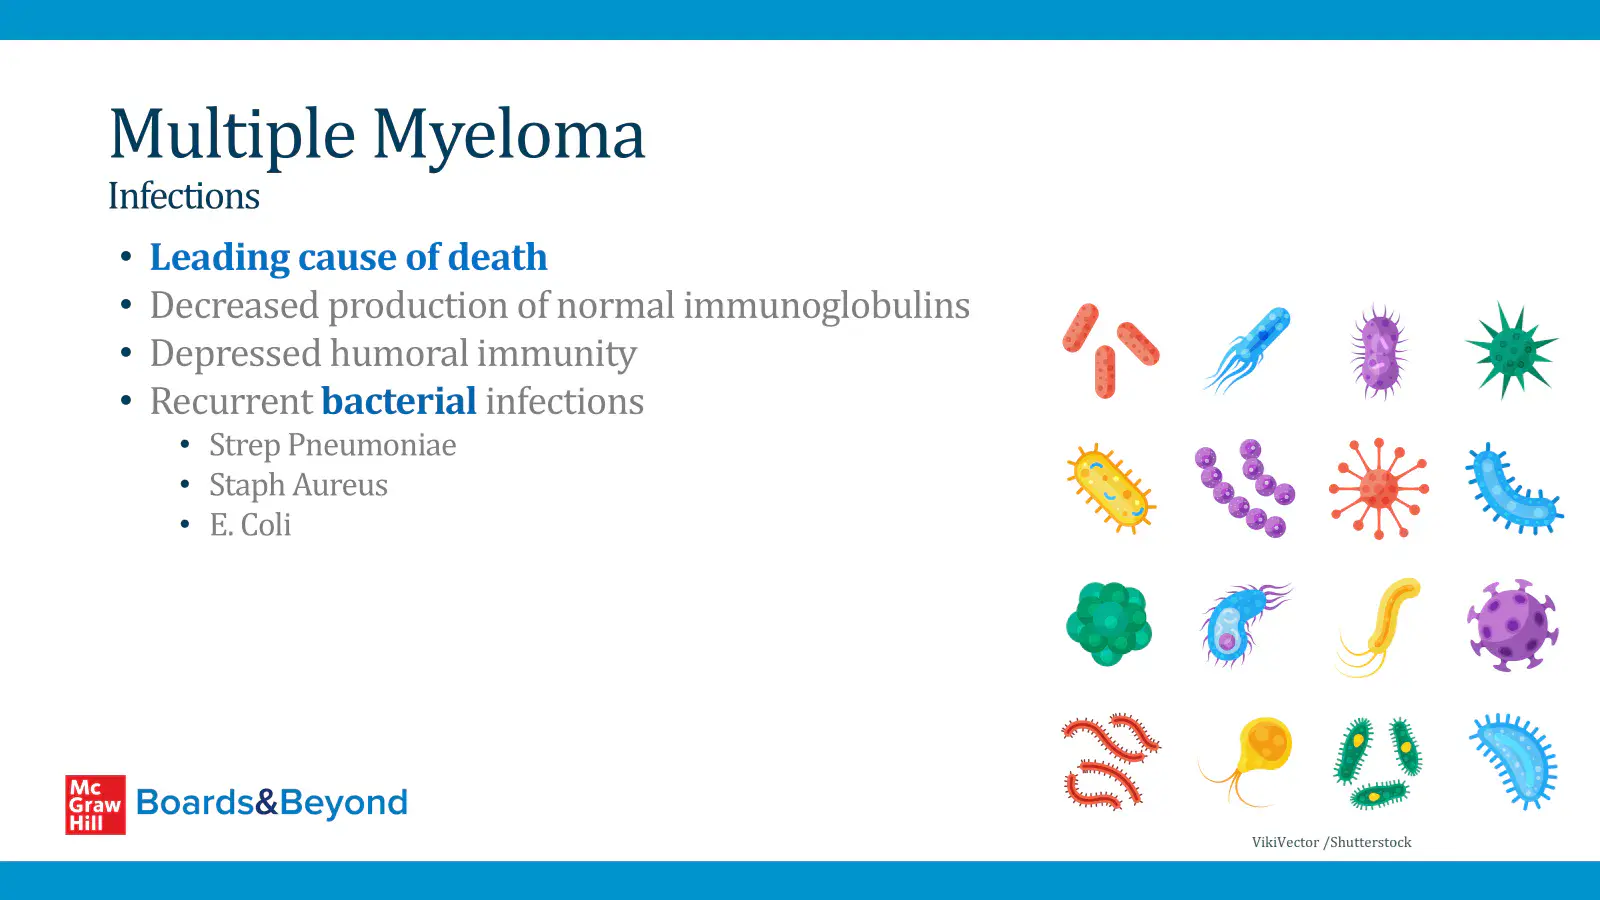 Multiple Myeloma
Infections
• Leading cause of death
• Decreased production of normal immunoglobulins
• Depressed humoral immunity
• Recurrent bacterial infections
• Strep Pneumoniae
• Staph Aureus
• E. Coli
Mc
Graw
Hill
Boards&Beyond
VikiVector /Shutterstock